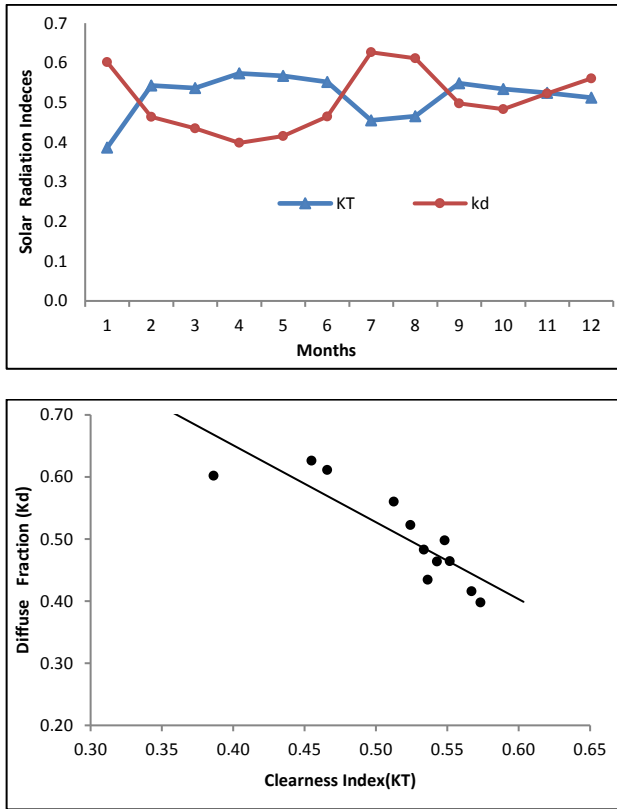 0.7
0.6
0.5
0.4
0.3
0.2
0.1
0.0
Solar Radiation Indeces
KT kd
1 2 3 4 5 6 7 8 9 10 11 12
Months
0.70
0.60
0.50
0.40
0.30
0.20
Diffuse Fraction (Kd)
0.30 0.35 0.40 0.45 0.50 0.55 0.60 0.65
Clearness Index(KT)